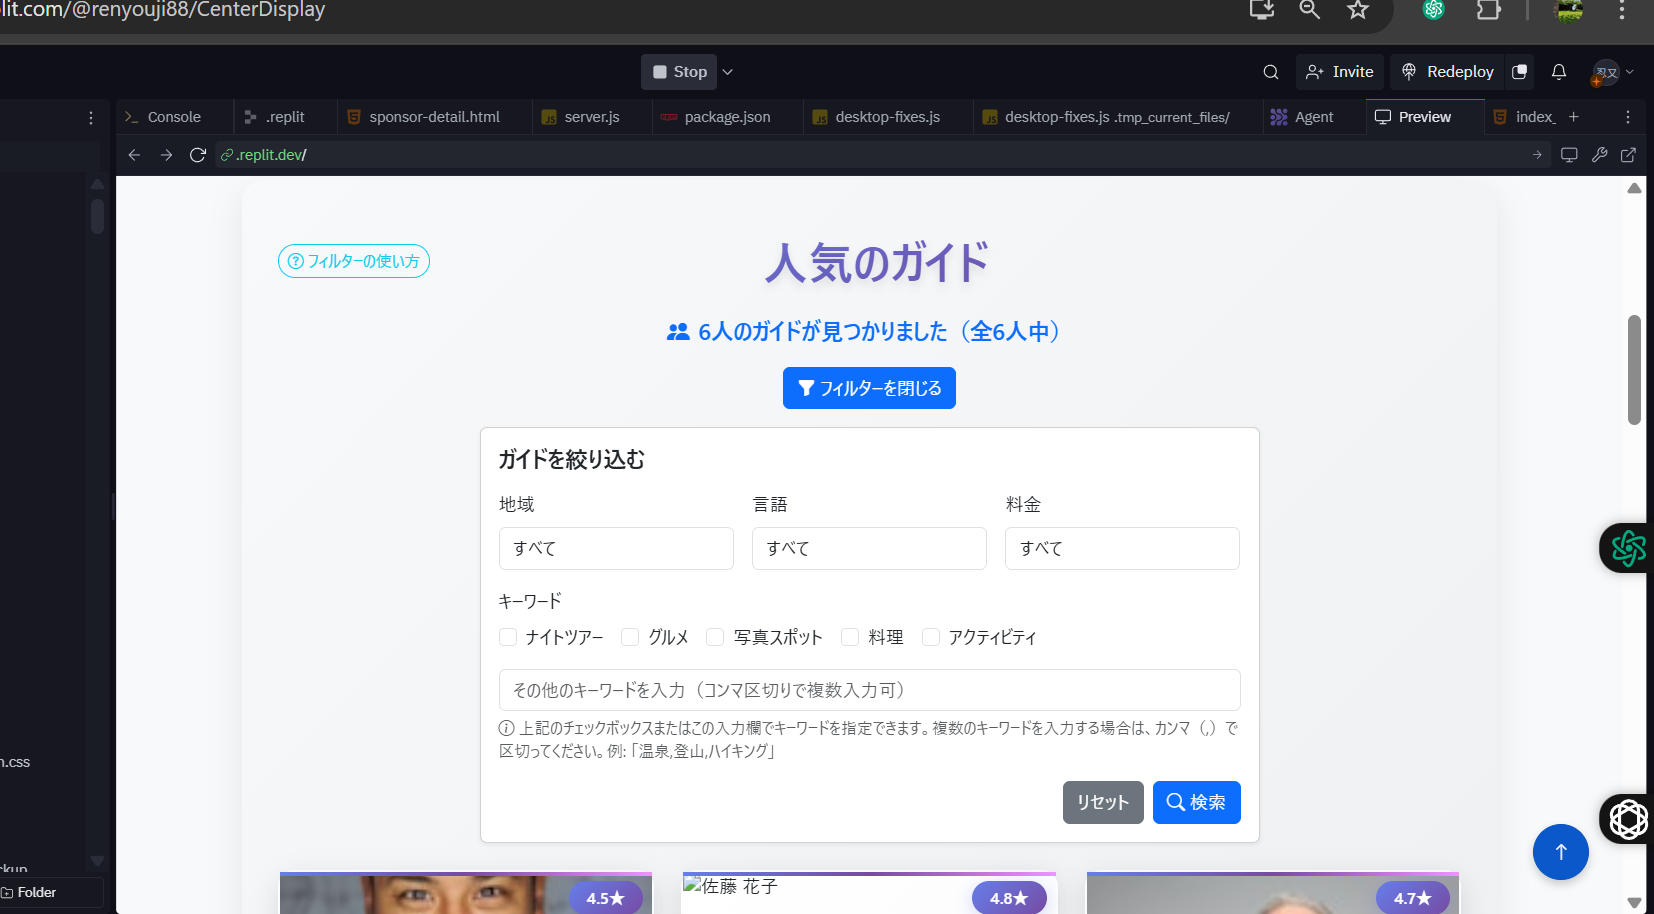 lit.com/@renyouji88/CenterDisplay
Stop
Invite
Redeploy
忍又
Console
.replit
sponsor-detail.html
server.js
package.json
desktop-fixes.js
desktop-fixes.js .tmp_current_files/
Agent
Preview
index_
.replit.dev/
フィルターの使い方
人気のガイド
6人のガイドが見つかりました（全6人中）
フィルターを閉じる
ガイドを絞り込む
地域 言語 料金
すべて すべて すべて
キーワード
ナイトツアー グルメ 写真スポット 料理 アクティビティ
その他のキーワードを入力（コンマ区切りで複数入力可）
上記のチェックボックスまたはこの入力欄でキーワードを指定できます。複数のキーワードを入力する場合は、カンマ（,）で
区切ってください。例:「温泉,登山,ハイキング」
リセット 検索
n.css
ckup
Folder
4.5★
佐藤 花子
4.8★
4.7★